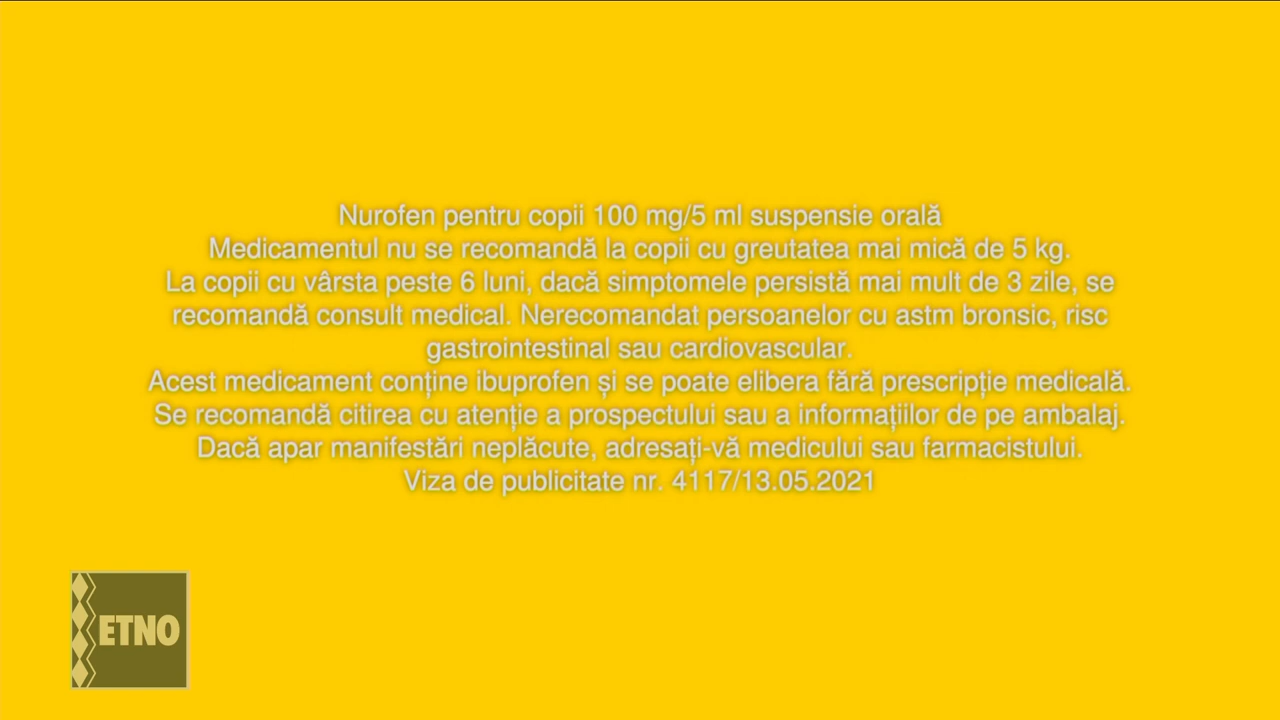 Nurofen pentru copii 100 mg/5 ml suspensie orală
Medicamentul nu se recomandă la copii cu greutatea mai mică de 5 kg.
La copii cu vârsta peste 6 luni, dacă simptomele persistă mai mult de 3 zile, se
recomandă consult medical. Nerecomandat persoanelor cu astm bronsic, risc
gastrointestinal sau cardiovascular.
Acest medicament conține ibuprofen și se poate elibera fără prescripție medicală.
Se recomandă citirea cu atenție a prospectului sau a informațiilor de pe ambalaj.
Dacă apar manifestări neplăcute, adresați-vă medicului sau farmacistului.
Viza de publicitate nr. 4117/13.05.2021
ETNO